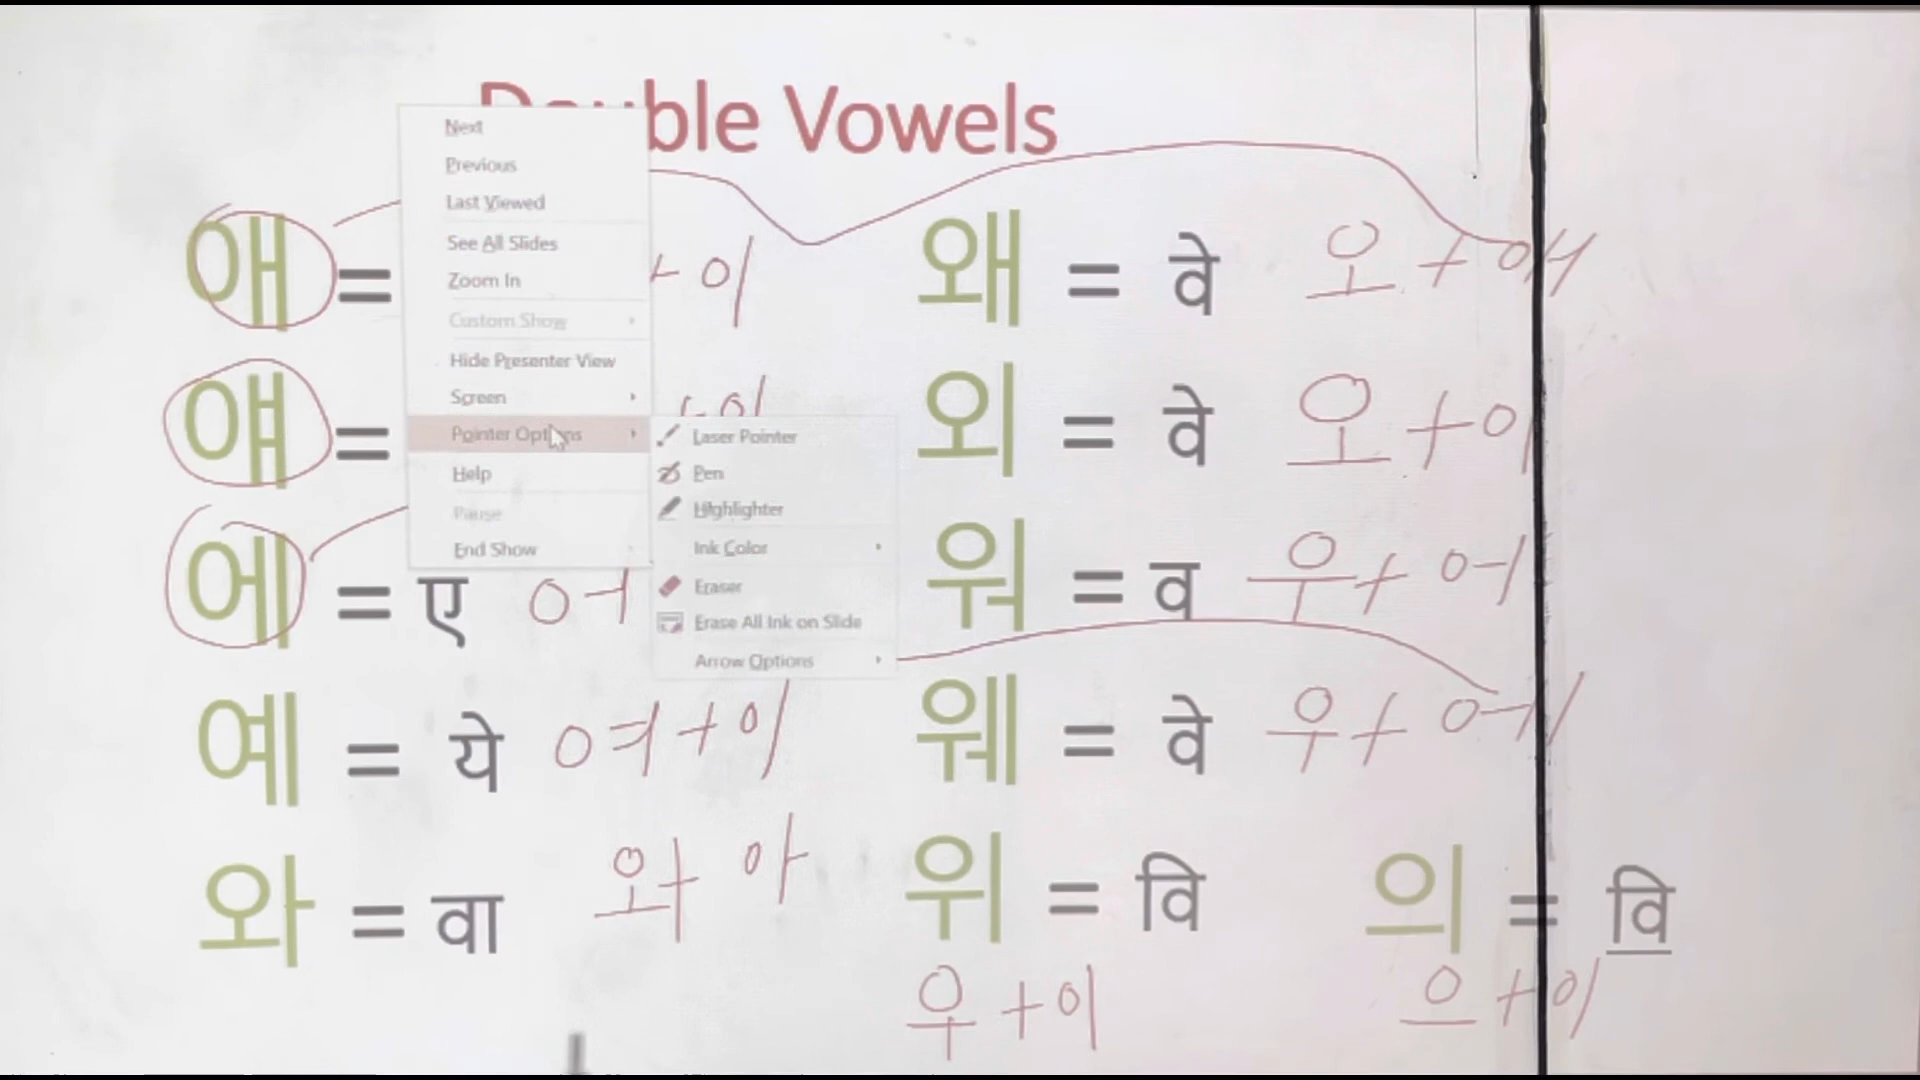 ble Vowels
Next
Previous
Last Viewed
See All Slides
Zoom In
Custom Show
Hide Presenter View
Screen
Pointer Options
Help
Pause
End Show
Laser Pointer
Pen
Highlighter
Ink Color
Eraser
Erase All Ink on Slide
Arrow Options
애 =
+ 이
얘 =
+이
에 = ए 어
예 = ये 여+이
와 = वा 와 아
왜 = वे 오+애
외 = वे 오+이
워 = व 우+어
웨 = वे 우+에
위 = वि
우+이
의 = वि
으+이